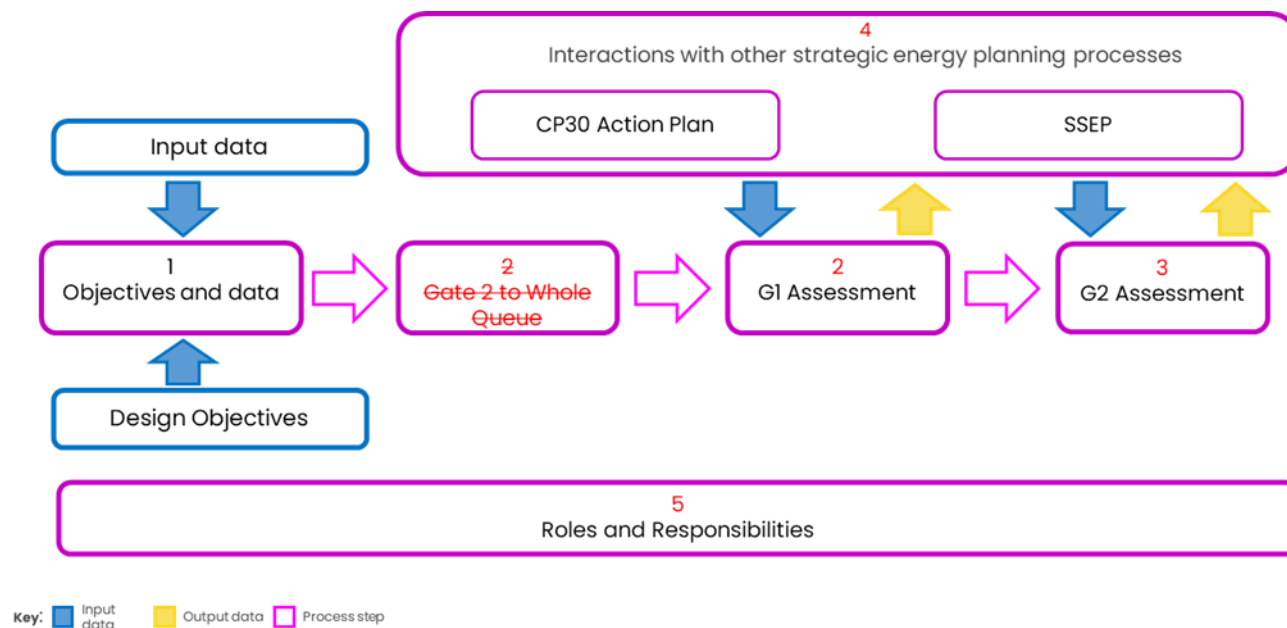 4
Interactions with other strategic energy planning processes
CP30 Action Plan
SSEP
Input data
1
Objectives and data
2
Gate 2 to Whole
Queue
2
G1 Assessment
3
G2 Assessment
Design Objectives
5
Roles and Responsibilities
Key:
Input
data
Output data
Process step